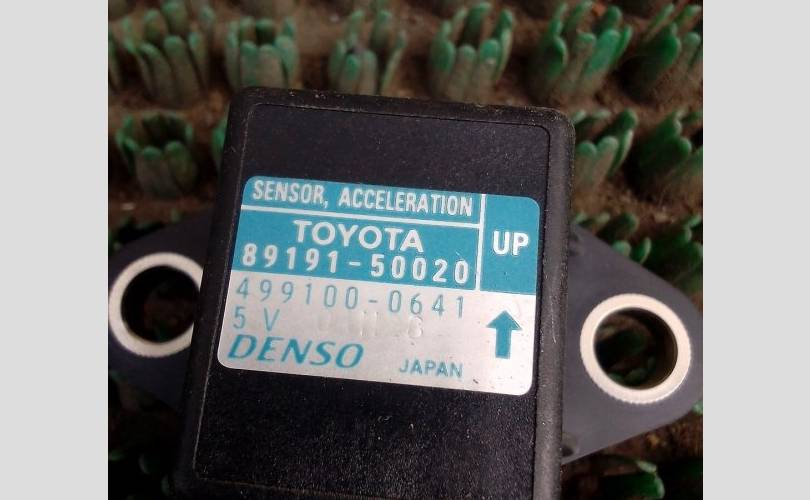 SENSOR, ACCELERATION
TOYOTA
89191-50020
UP
499100-0641
5 V
DENSO
JAPAN